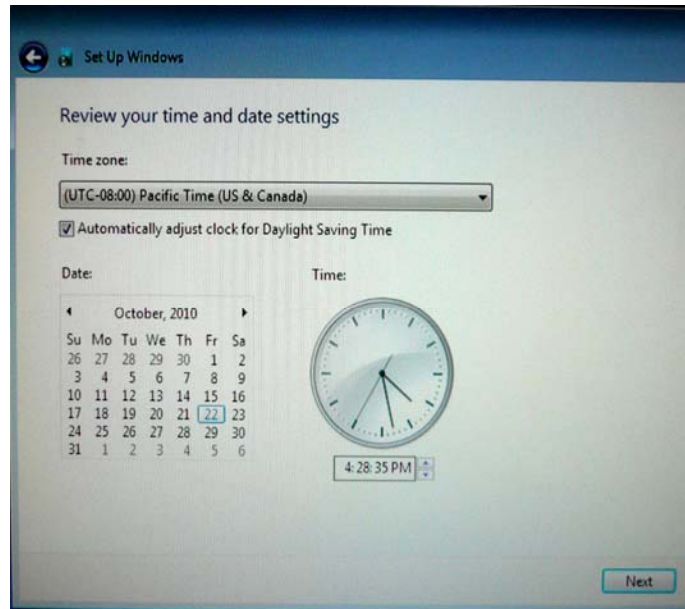 Set Up Windows
Review your time and date settings
Time zone:
(UTC-08:00) Pacific Time (US & Canada)
Automatically adjust clock for Daylight Saving Time
Date:
Time:
October, 2010
Su Mo Tu We Th Fr Sa
26 27 28 29 30 1 2
3 4 5 6 7 8 9
10 11 12 13 14 15 16
17 18 19 20 21 22 23
24 25 26 27 28 29 30
31 1 2 3 4 5 6
4:28:35 PM
Next